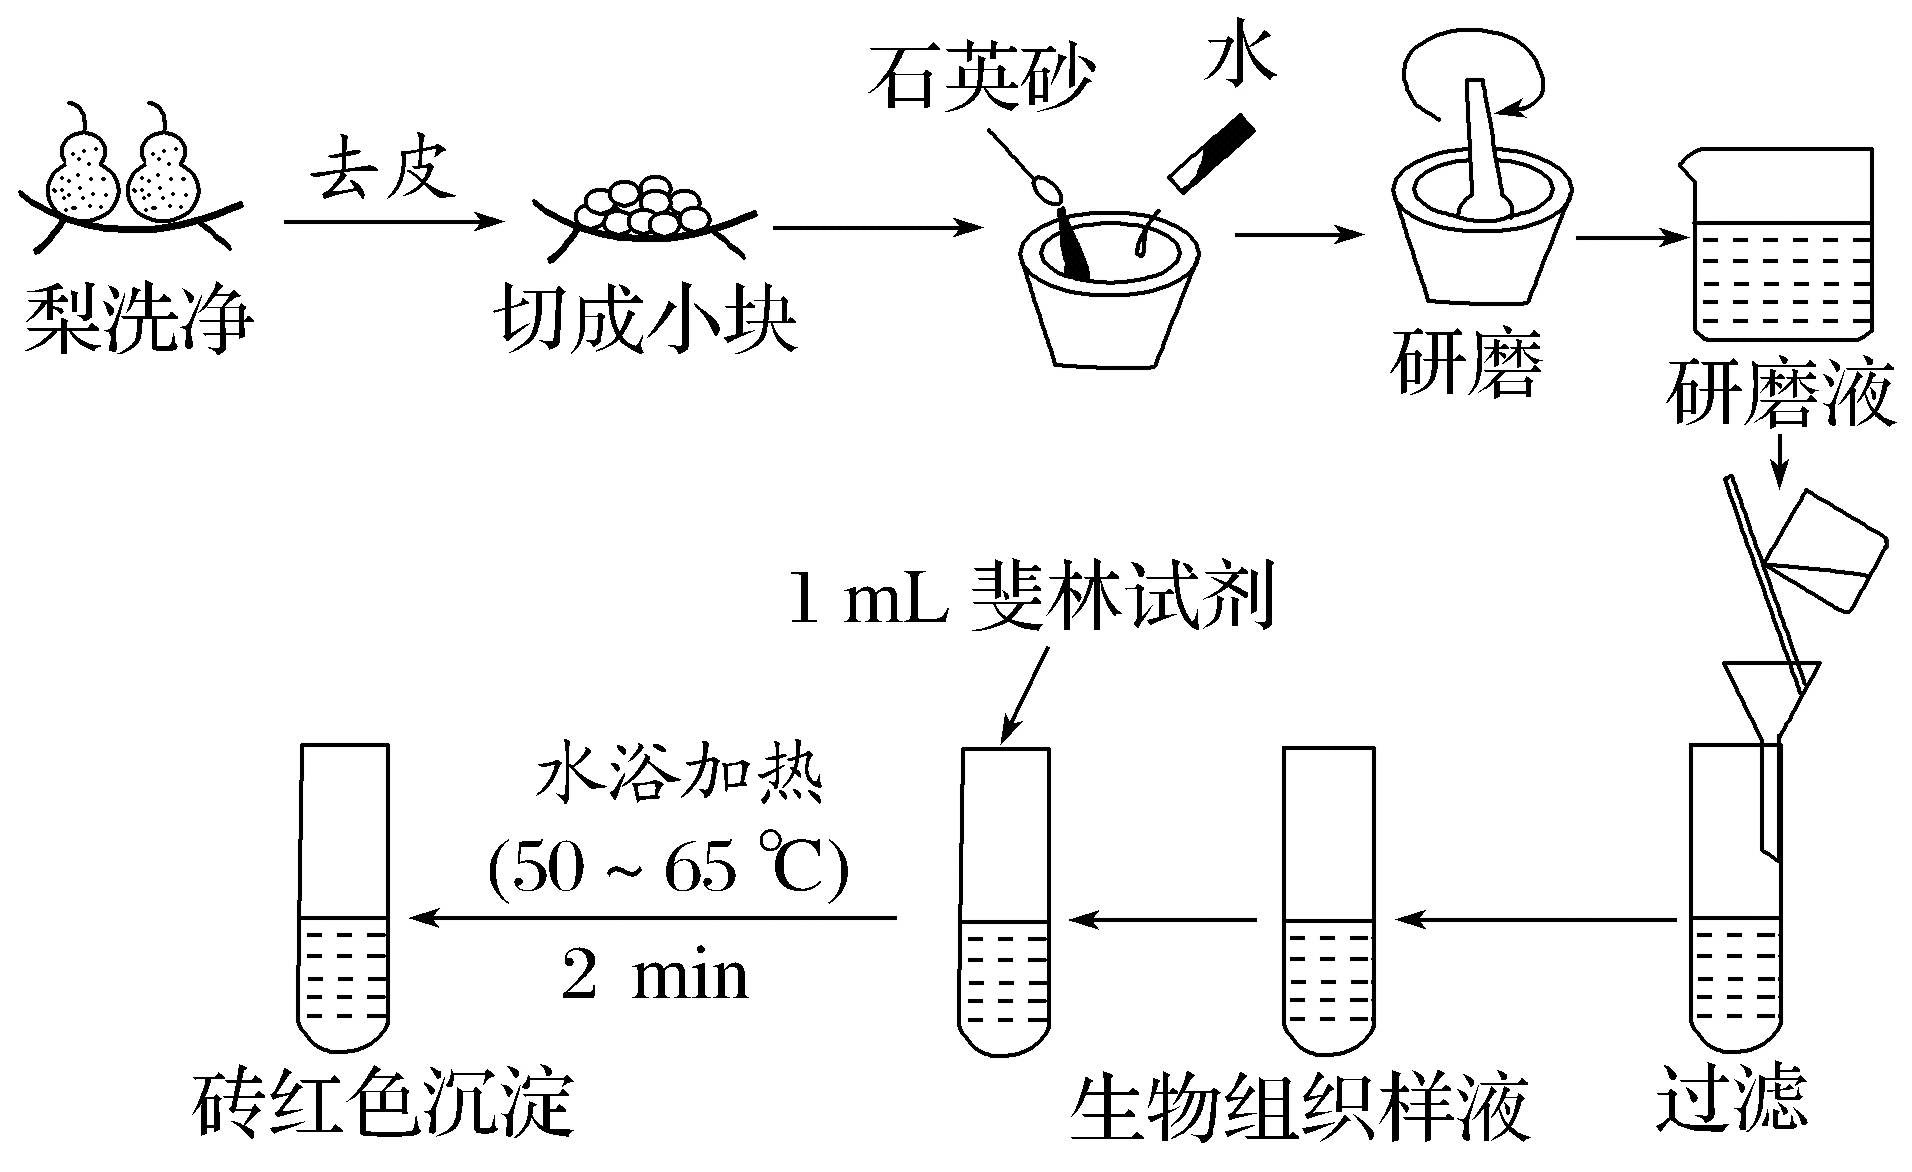 梨洗净
去皮
切成小块
石英砂
水
研磨
研磨液
过滤
生物组织样液
1 mL 斐林试剂
水浴加热
(50~65 ℃)
2 min
砖红色沉淀